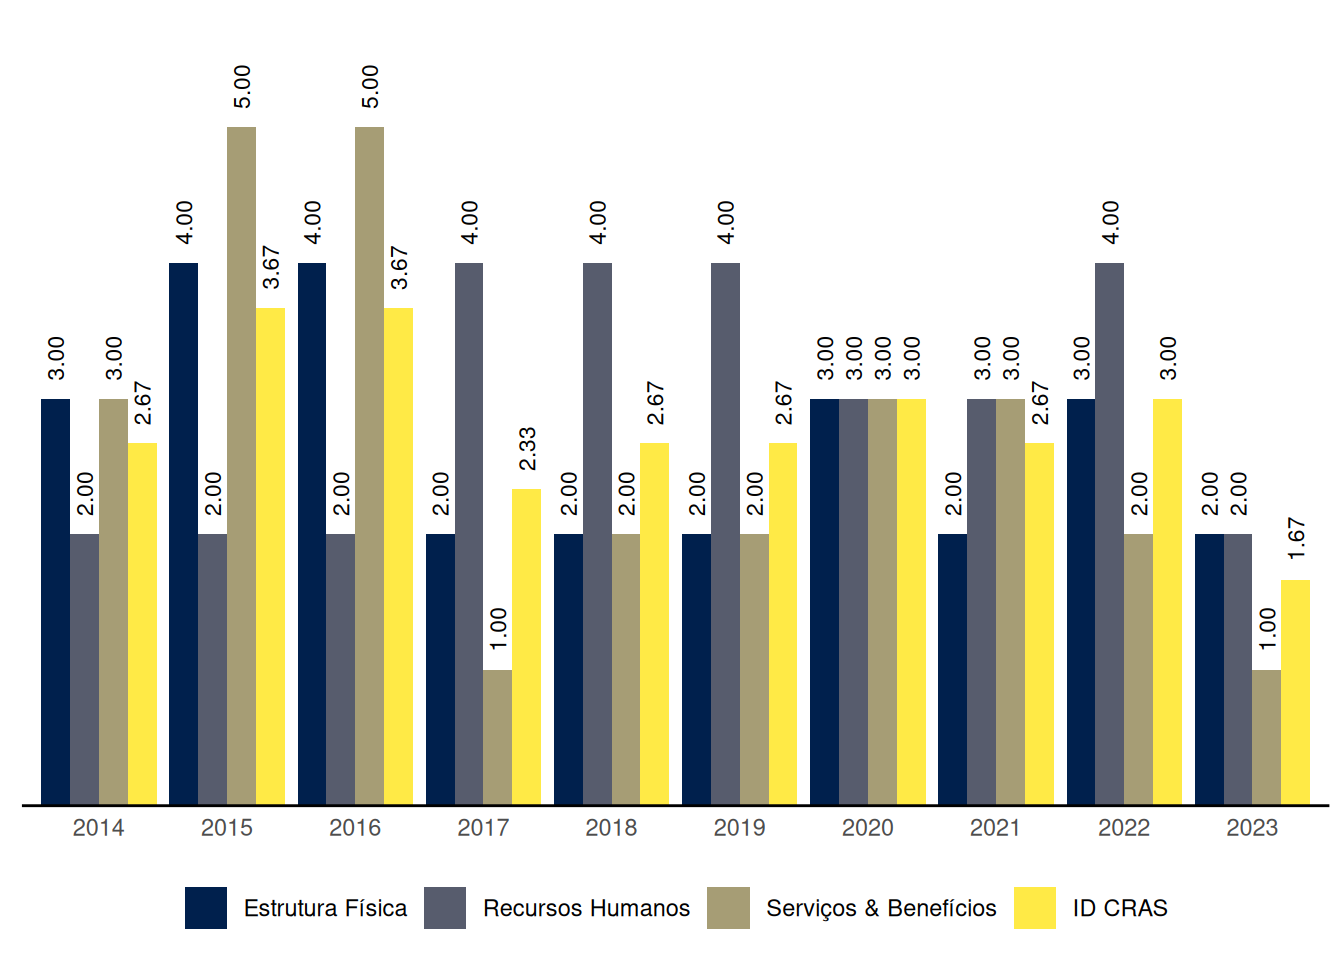 5.00 5.00
4.00 4.00 4.00 4.00 4.00 4.00
3.67 3.67
3.00 3.00 3.00 3.00 3.00 3.00 3.00 3.00 3.00 3.00
2.67 2.67 2.67 2.67
2.33
2.00 2.00 2.00 2.00 2.00 2.00 2.00 2.00 2.00 2.00 2.00 2.00
1.67
1.00 1.00
2014 2015 2016 2017 2018 2019 2020 2021 2022 2023
Estrutura Física Recursos Humanos Serviços & Benefícios ID CRAS